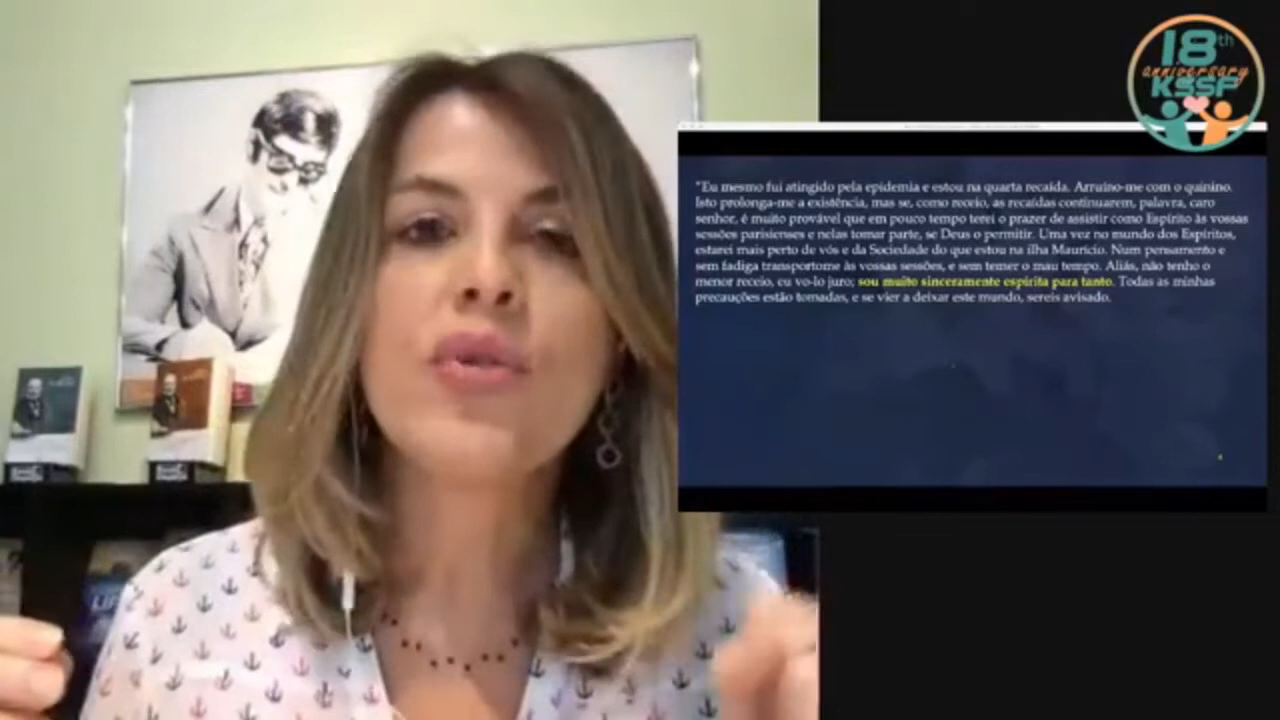 18th
anniversary
KSSF
"Eu mesmo fui atingido pela epidemia e estou na quarta recaída. Arruino-me com o quinino.
Isto prolonga-me a existência, mas se, como receio, as recaídas continuarem, palavra, caro
senhor, é muito provável que em pouco tempo terei o prazer de assistir como Espírito às vossas
sessões parisienses e nelas tomar parte, se Deus o permitir. Uma vez no mundo dos Espíritos,
estarei mais perto de vós e da Sociedade do que estou na ilha Maurício. Num pensamento e
sem fadiga transportome às vossas sessões, e sem temer o mau tempo. Aliás, não tenho o
menor receio, eu vo-lo juro; sou muito sinceramente espírita para tanto. Todas as minhas
precauções estão tomadas, e se vier a deixar este mundo, sereis avisado.